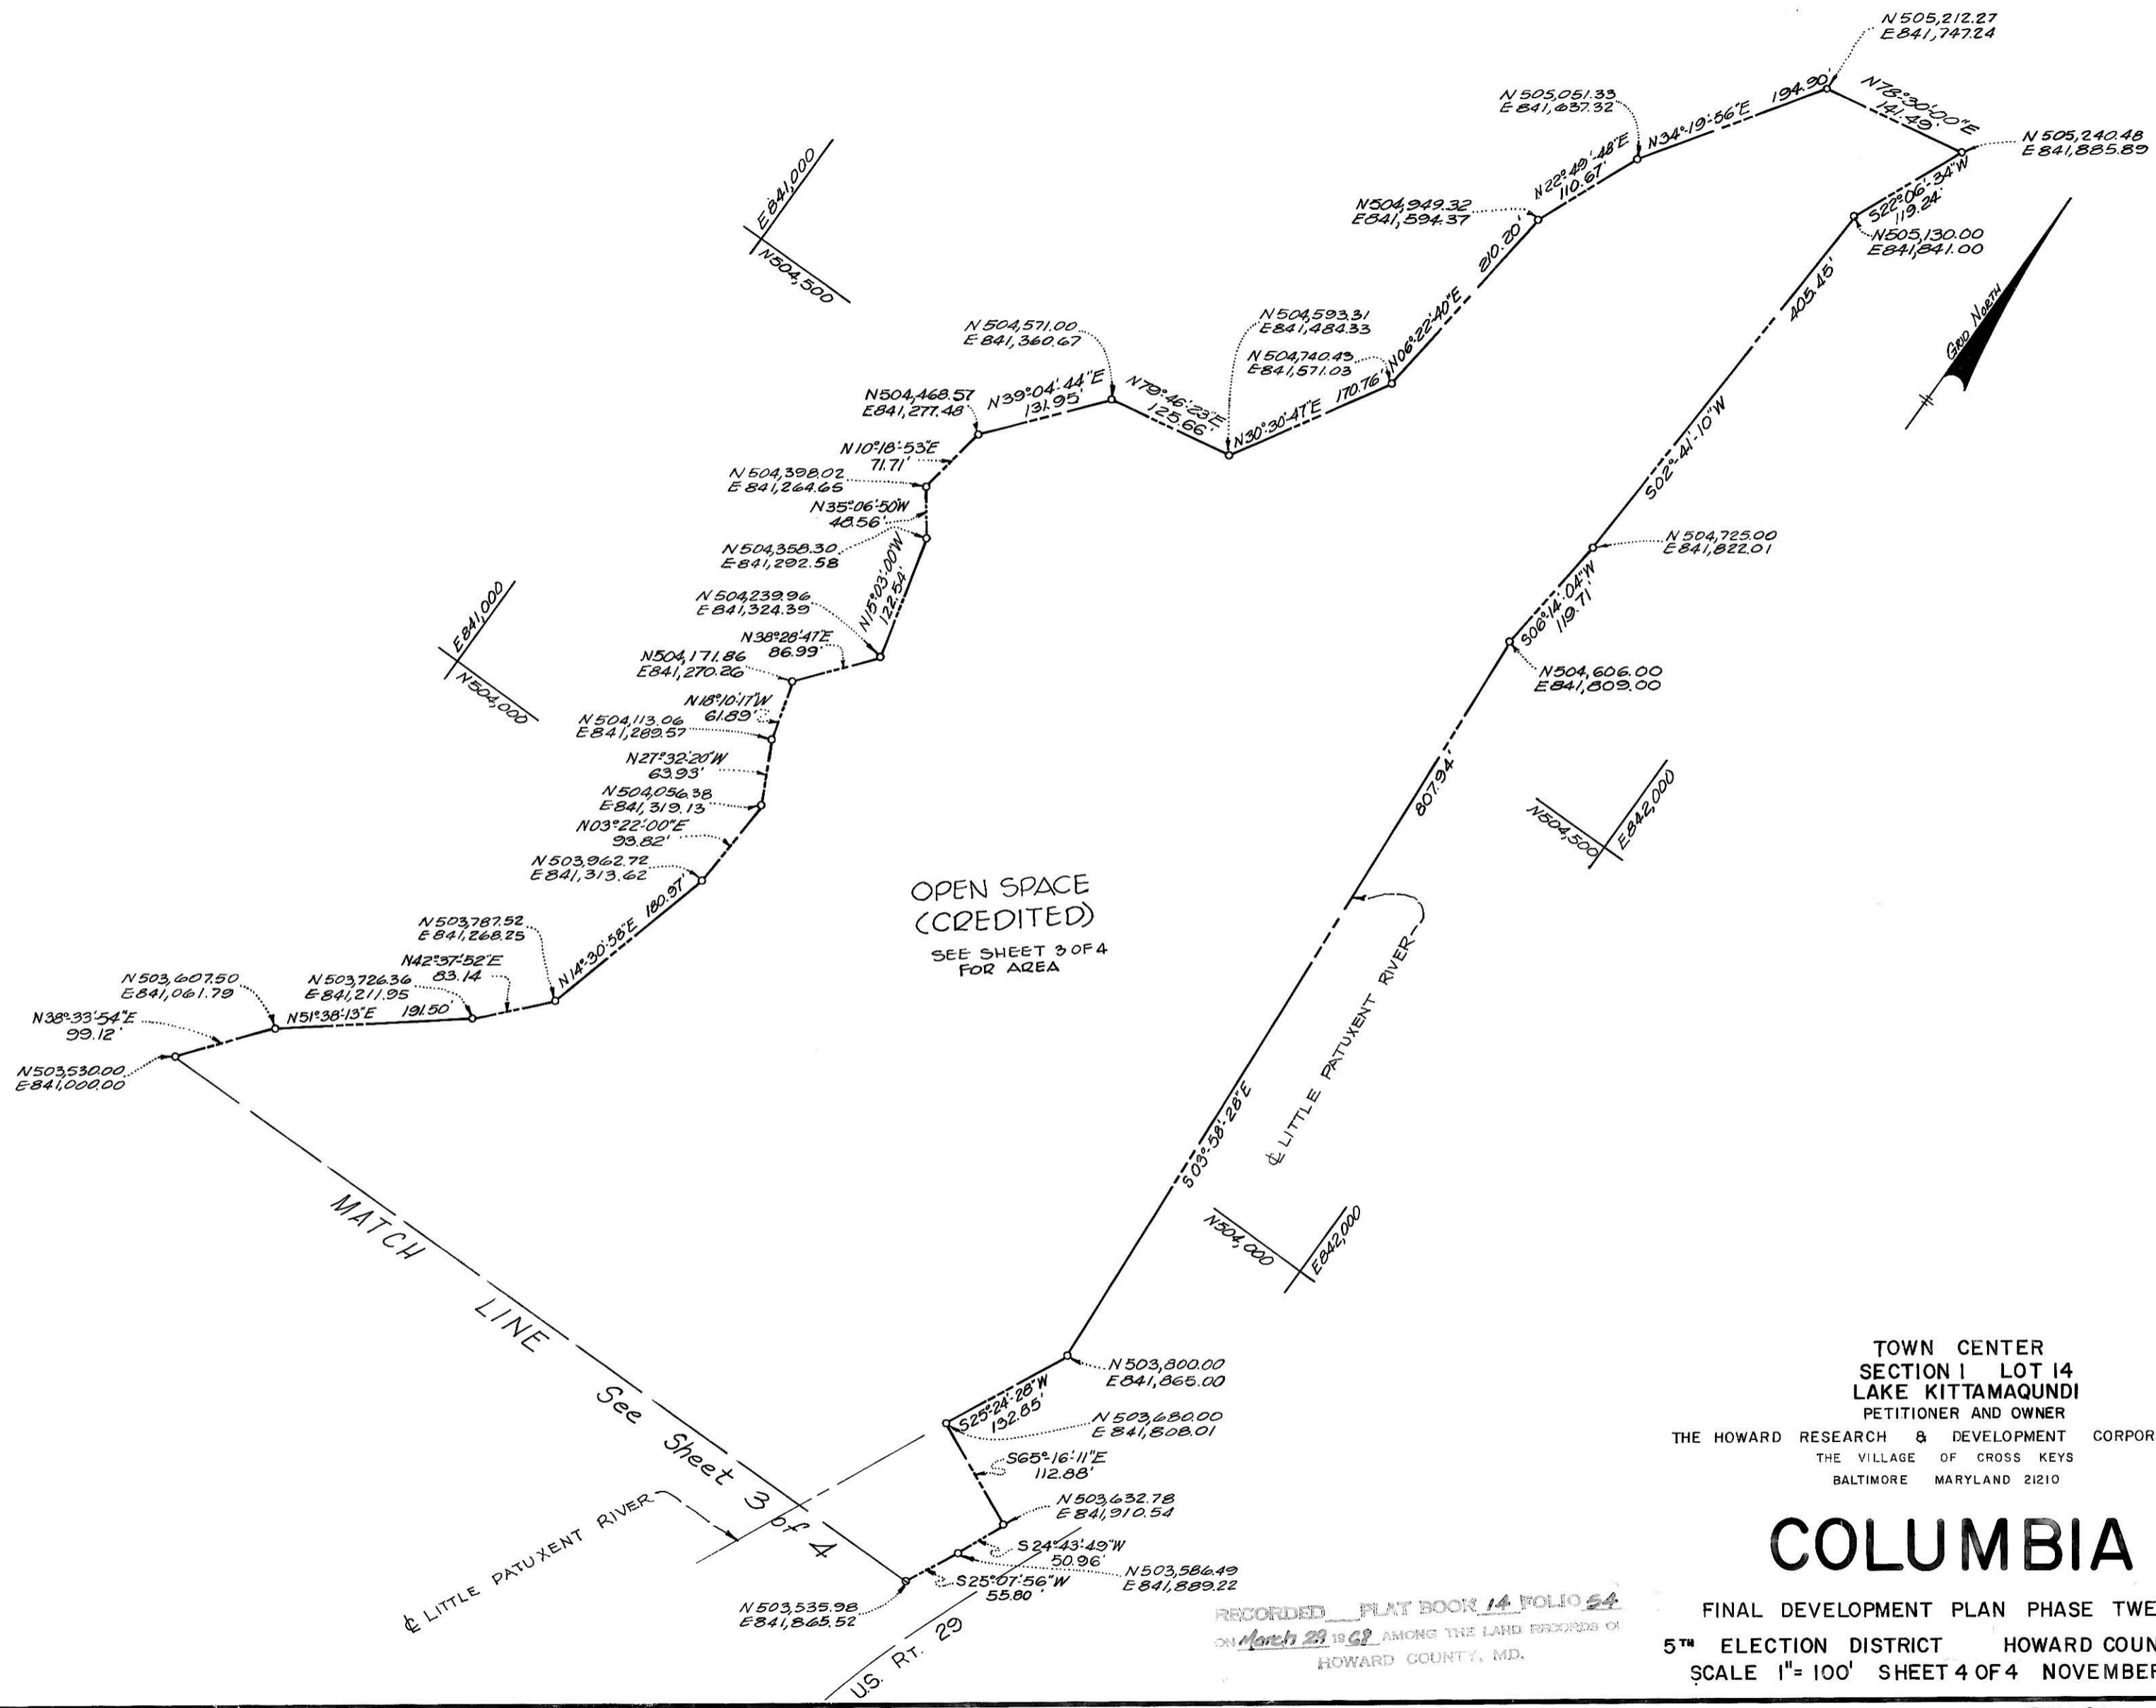 N 505,212.27
E 841,747.24
N78°-30'-00"E
141.49'
N 505,240.48
E 841,885.89
S22°-06'-34"W
119.24'
N505,130.00
E841,841.00
194.90'
N34°-19'-56"E
N 505,051.33
E 841,637.32
N22°-49'-48"E
110.67'
N504,949.32
E841,594.37
210.20'
N06°-22'-40"E
N 504,593.31
E841,484.33
N 504,740.43
E841,571.03
170.76'
N30°-30'-47"E
N 504,571.00
E 841,360.67
N79°-46'-23"E
125.66'
N39°-04'-44"E
131.95'
N504,468.57
E841,277.48
N10°-18'-53"E
71.71'
N 504,398.02
E 841,264.65
N35°-06'-50"W
48.56'
N 504,358.30
E 841,292.58
N15°-03'-00"W
122.54'
N 504,239.96
E 841,324.39
N38°28'47"E
86.99'
N504,171.86
E841,270.26
N18°-10'-17"W
61.89'
N 504,113.06
E 841,289.57
N27°32'-20"W
63.93'
N504,056.38
E 841,319.13
N03°22'-00"E
93.82'
N 503,962.72
E 841,313.62
180.97'
N14°-30'-58"E
N503,787.52
E 841,268.25
N42°-37'-52"E
83.14
N503,726.36
E841,211.95
N 503,607.50
E 841,061.79
N51°38'-13"E 191.50'
N38°-33'-54"E
99.12'
N503,530.00
E841,000.00
E841,000
N504,500
E841,000
N504,000
GRID NORTH
405.45'
S02°-41'-10"W
N 504,725.00
E 841,822.01
S06°-14'-04"W
119.71'
N504,606.00
E841,809.00
807.94'
N504,500
E842,000
OPEN SPACE
(CREDITED)
SEE SHEET 3 OF 4
FOR AREA
℄ LITTLE PATUXENT RIVER
S03°-58'-28"E
N504,000
E842,000
MATCH LINE
See Sheet 3 of 4
N 503,800.00
E 841,865.00
S25°-24'-28"W
132.85'
N 503,680.00
E 841,808.01
S65°-16'-11"E
112.88'
N 503,632.78
E 841,910.54
S 24°-43'-49"W
50.96'
N 503,586.49
E 841,889.22
S25°-07'-56"W
55.80'
N 503,535.98
E 841,865.52
℄ LITTLE PATUXENT RIVER
U.S. RT. 29
RECORDED PLAT BOOK 14 FOLIO 54
ON March 29 1968 AMONG THE LAND RECORDS OF
HOWARD COUNTY, MD.
TOWN CENTER
SECTION 1 LOT 14
LAKE KITTAMAQUNDI
PETITIONER AND OWNER
THE HOWARD RESEARCH & DEVELOPMENT CORPOR
THE VILLAGE OF CROSS KEYS
BALTIMORE MARYLAND 21210
COLUMBIA
FINAL DEVELOPMENT PLAN PHASE TWE
5TH ELECTION DISTRICT HOWARD COUN
SCALE 1"= 100' SHEET 4 OF 4 NOVEMBER